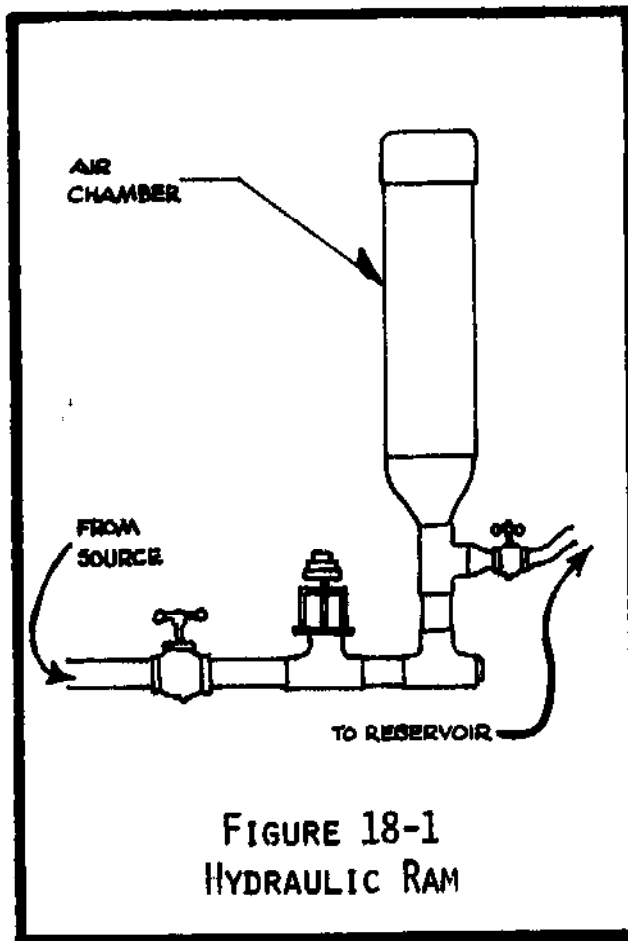 AIR
CHAMBER
FROM
SOURCE
TO RESERVOIR
FIGURE 18-1
HYDRAULIC RAM